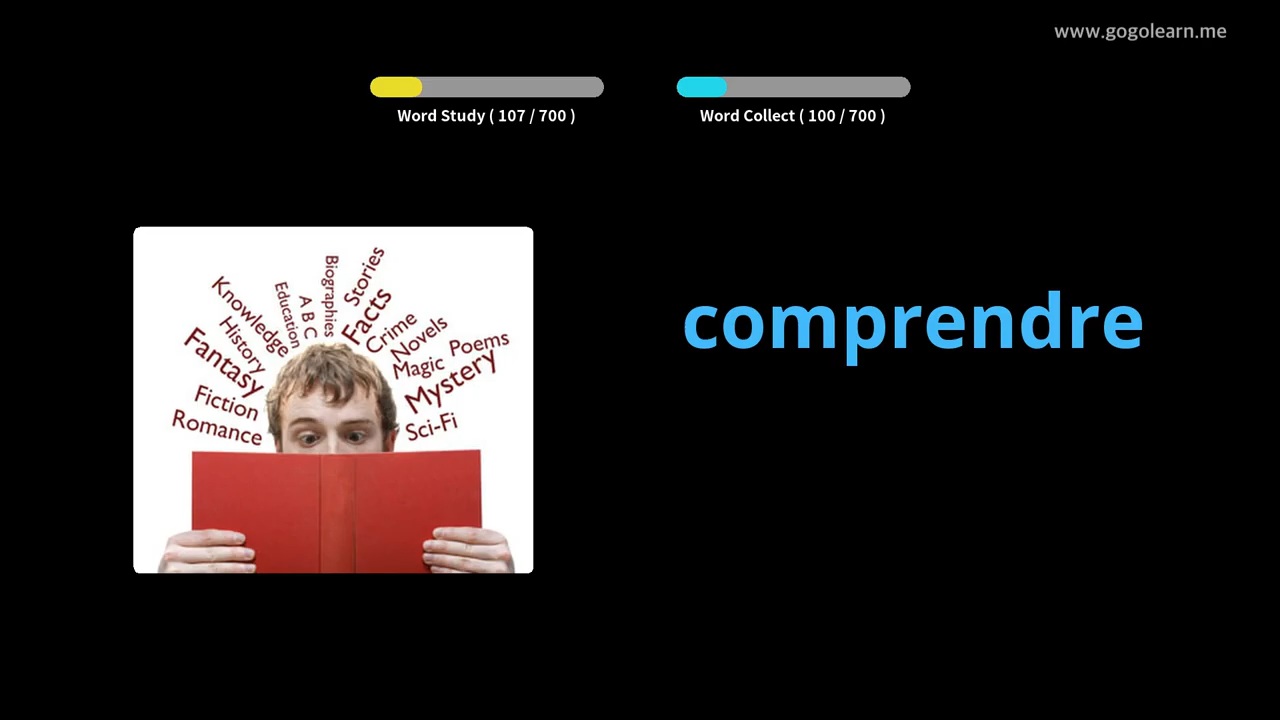 www.gogolearn.me
Word Study ( 107 / 700 )
Word Collect ( 100 / 700 )
Knowledge
History
Fantasy
Fiction
Romance
Education
A B C
Biographies
Stories
Facts
Crime
Novels
Magic
Poems
Mystery
Sci-Fi
comprendre